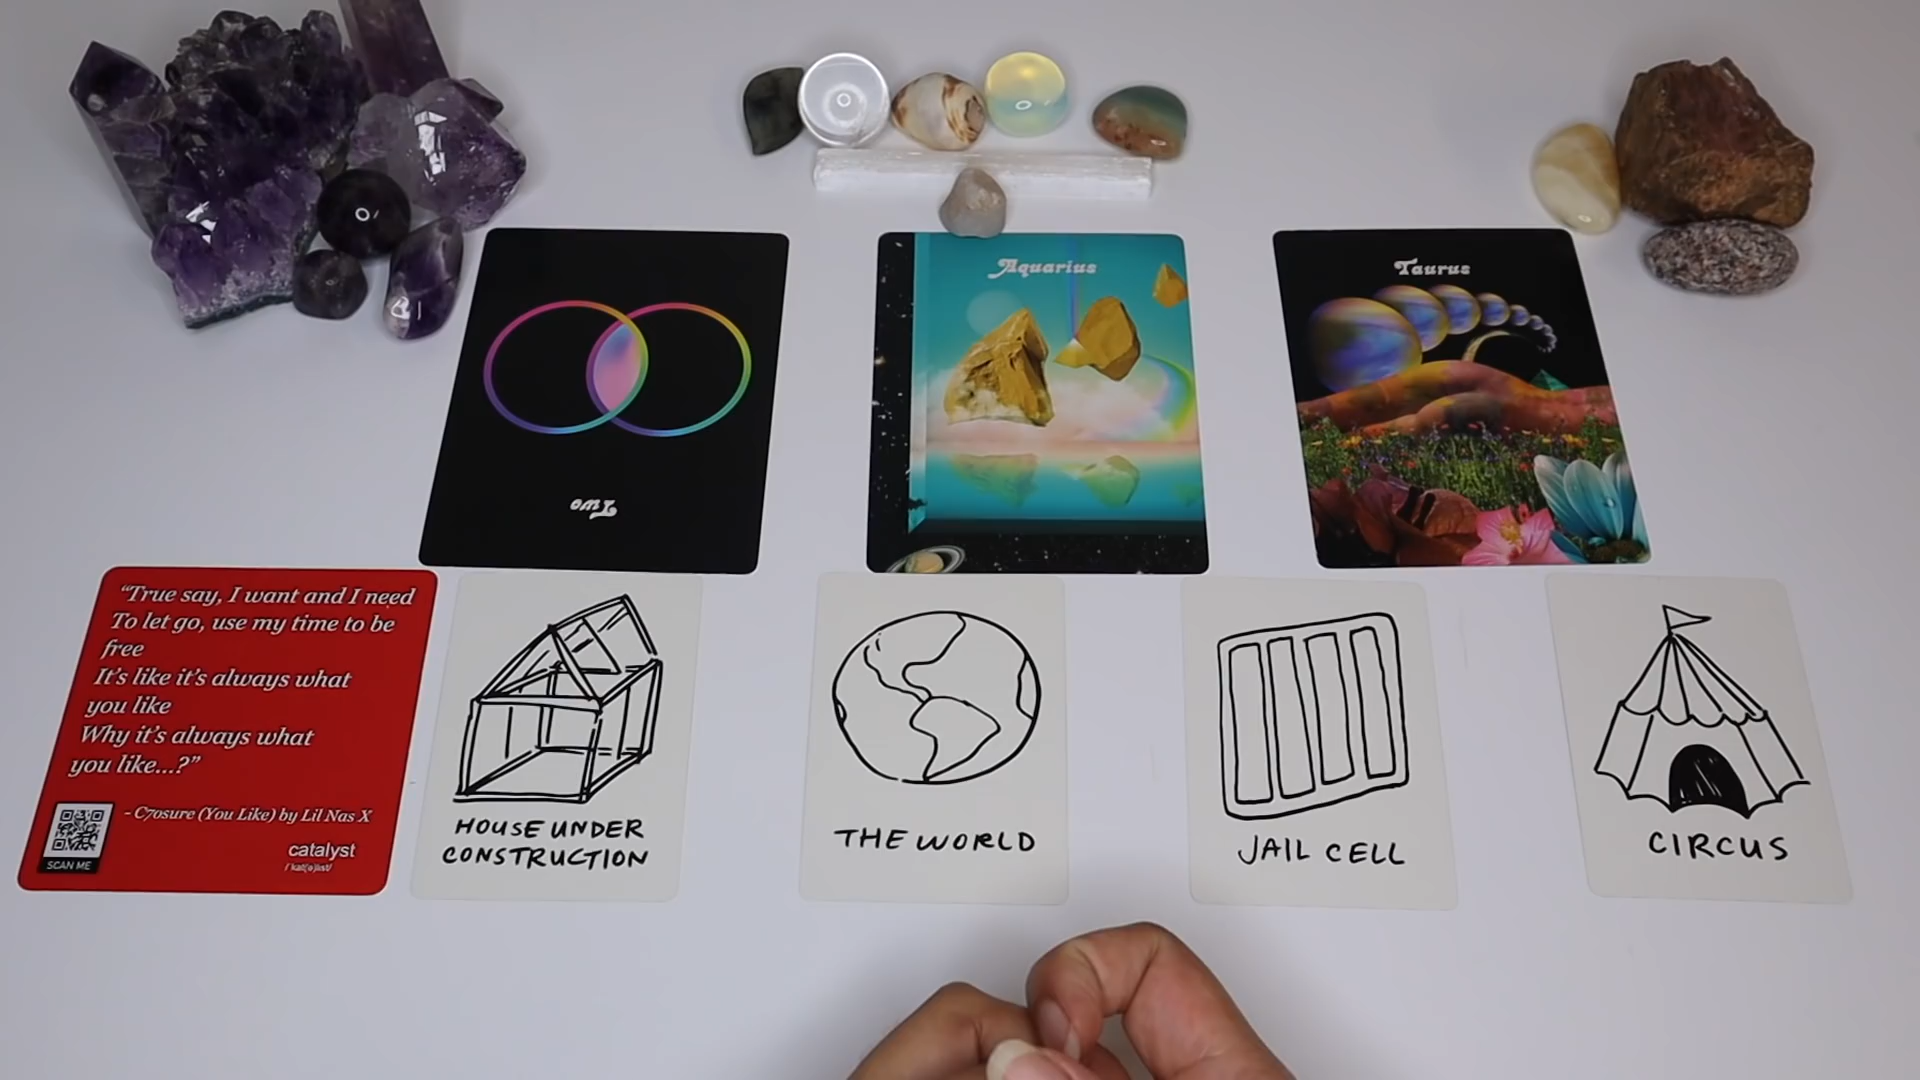 Two
Aquarius
Taurus
“True say, I want and I need
To let go, use my time to be
free
It's like it's always what
you like
Why it's always what
you like...?”
- C7osure (You Like) by Lil Nas X
SCAN ME
catalyst
/ˈkat(ə)lɪst/
HOUSE UNDER
CONSTRUCTION
THE WORLD
JAIL CELL
CIRCUS